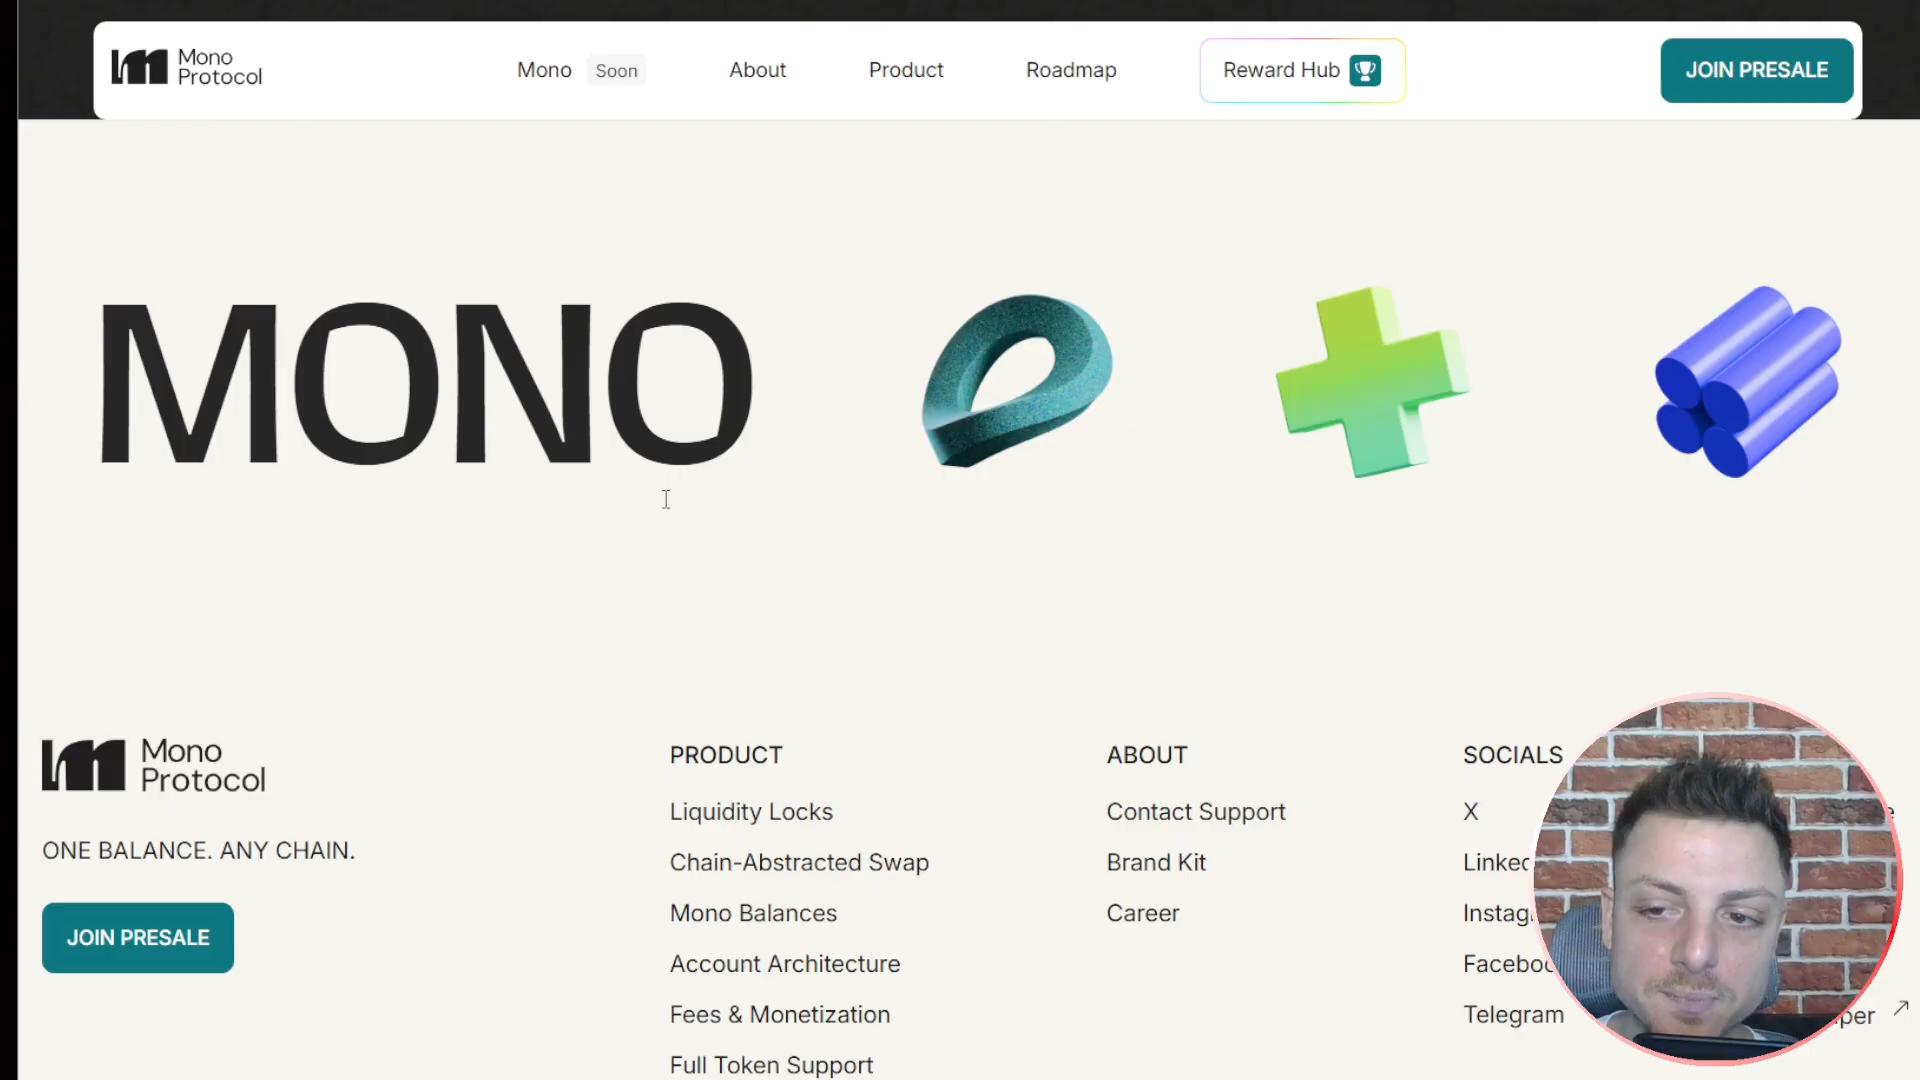 Mono
Protocol
Mono Soon
About
Product
Roadmap
Reward Hub
JOIN PRESALE
MONO
Mono
Protocol
ONE BALANCE. ANY CHAIN.
JOIN PRESALE
PRODUCT
Liquidity Locks
Chain-Abstracted Swap
Mono Balances
Account Architecture
Fees & Monetization
Full Token Support
ABOUT
Contact Support
Brand Kit
Career
SOCIALS
X
Telegram